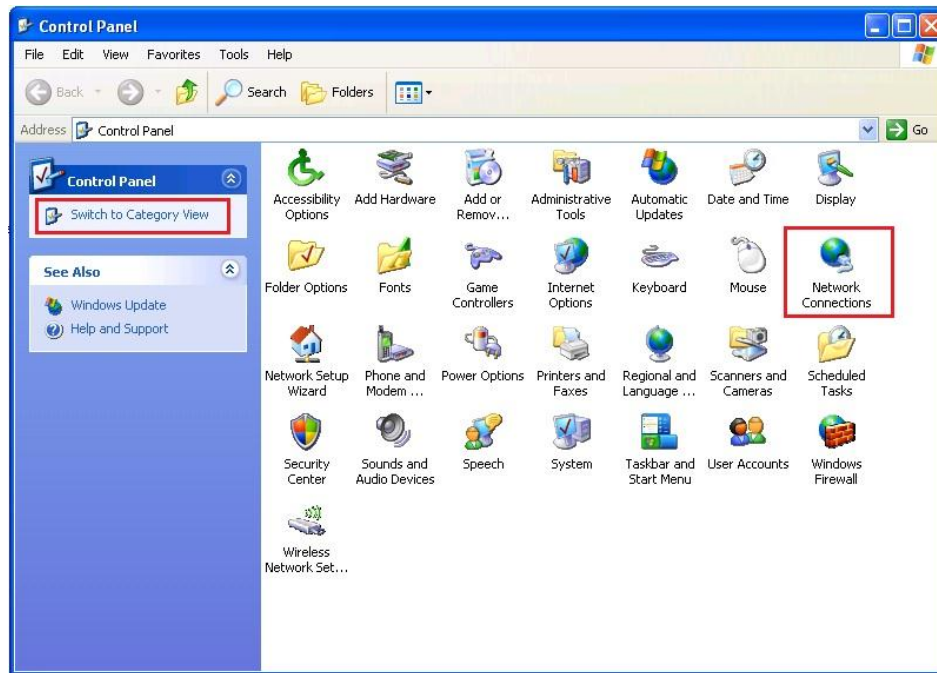 Control Panel
File Edit View Favorites Tools Help
Back Search Folders
Address Control Panel Go
Control Panel
Switch to Category View
See Also
Windows Update
Help and Support
Accessibility Options
Add Hardware
Add or Remov...
Administrative Tools
Automatic Updates
Date and Time
Display
Folder Options
Fonts
Game Controllers
Internet Options
Keyboard
Mouse
Network Connections
Network Setup Wizard
Phone and Modem ...
Power Options
Printers and Faxes
Regional and Language ...
Scanners and Cameras
Scheduled Tasks
Security Center
Sounds and Audio Devices
Speech
System
Taskbar and Start Menu
User Accounts
Windows Firewall
Wireless Network Set...